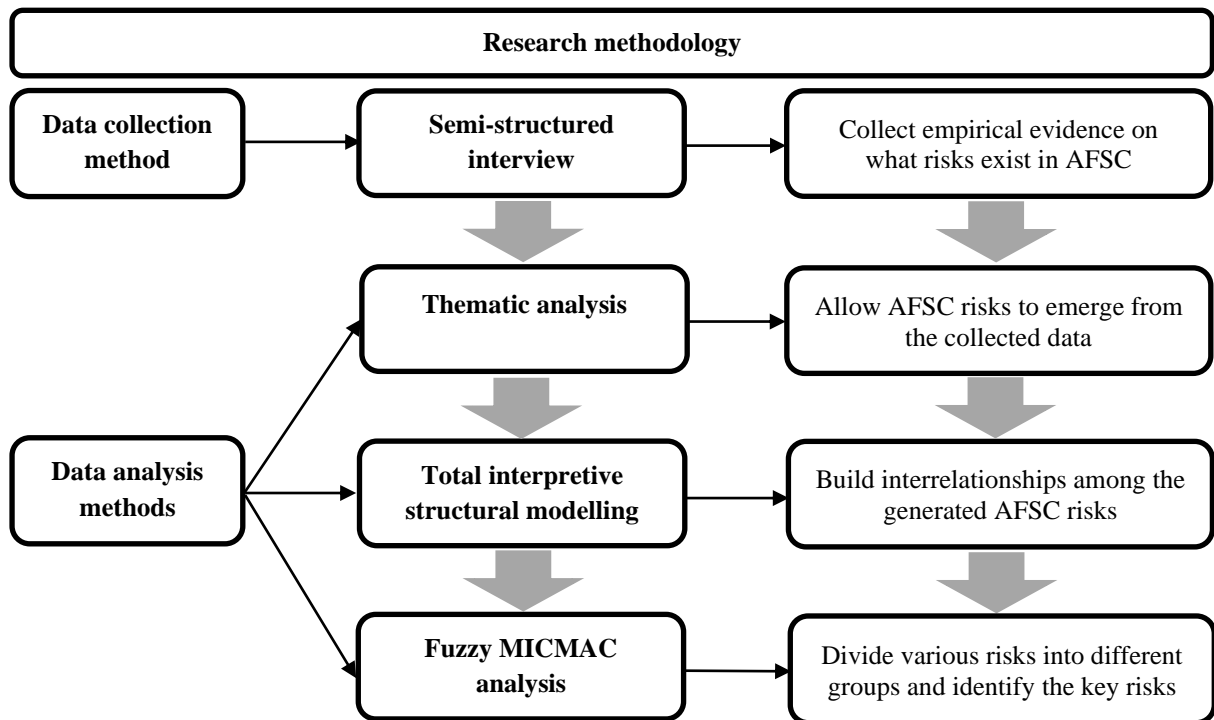 Research methodology
Data collection
method
Semi-structured
interview
Collect empirical evidence on
what risks exist in AFSC
Thematic analysis
Allow AFSC risks to emerge from
the collected data
Data analysis
methods
Total interpretive
structural modelling
Build interrelationships among the
generated AFSC risks
Fuzzy MICMAC
analysis
Divide various risks into different
groups and identify the key risks